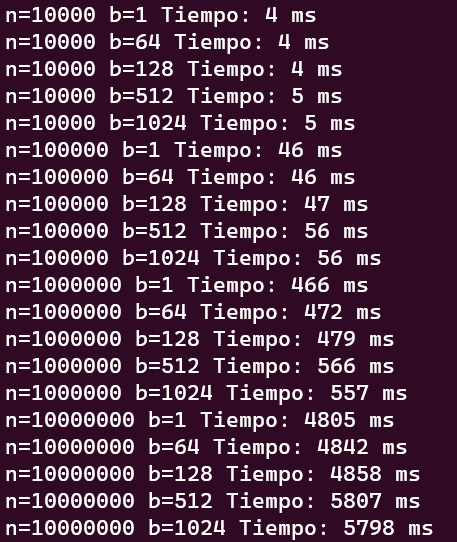 n=10000 b=1 Tiempo: 4 ms
n=10000 b=64 Tiempo: 4 ms
n=10000 b=128 Tiempo: 4 ms
n=10000 b=512 Tiempo: 5 ms
n=10000 b=1024 Tiempo: 5 ms
n=100000 b=1 Tiempo: 46 ms
n=100000 b=64 Tiempo: 46 ms
n=100000 b=128 Tiempo: 47 ms
n=100000 b=512 Tiempo: 56 ms
n=100000 b=1024 Tiempo: 56 ms
n=1000000 b=1 Tiempo: 466 ms
n=1000000 b=64 Tiempo: 472 ms
n=1000000 b=128 Tiempo: 479 ms
n=1000000 b=512 Tiempo: 566 ms
n=1000000 b=1024 Tiempo: 557 ms
n=10000000 b=1 Tiempo: 4805 ms
n=10000000 b=64 Tiempo: 4842 ms
n=10000000 b=128 Tiempo: 4858 ms
n=10000000 b=512 Tiempo: 5807 ms
n=10000000 b=1024 Tiempo: 5798 ms